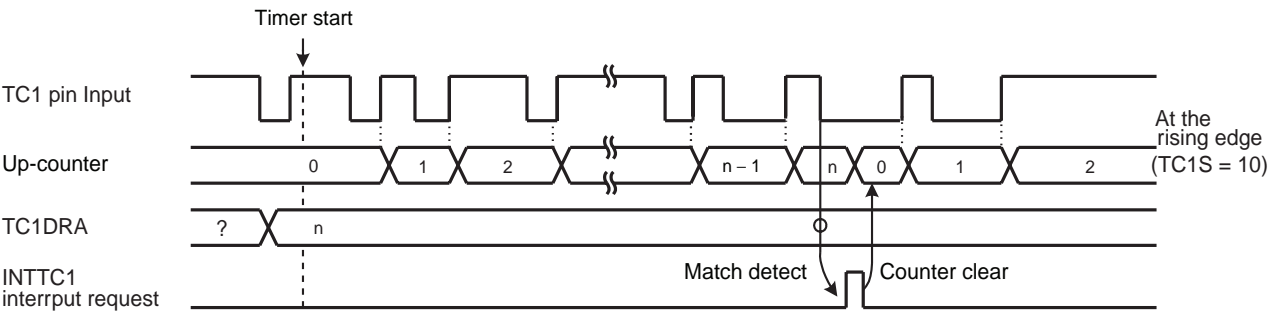 Timer start
TC1 pin Input
At the
rising edge
(TC1S = 10)
Up-counter
0 1 2 n – 1 n 0 1 2
TC1DRA
? n
INTTC1
interrput request
Match detect
Counter clear